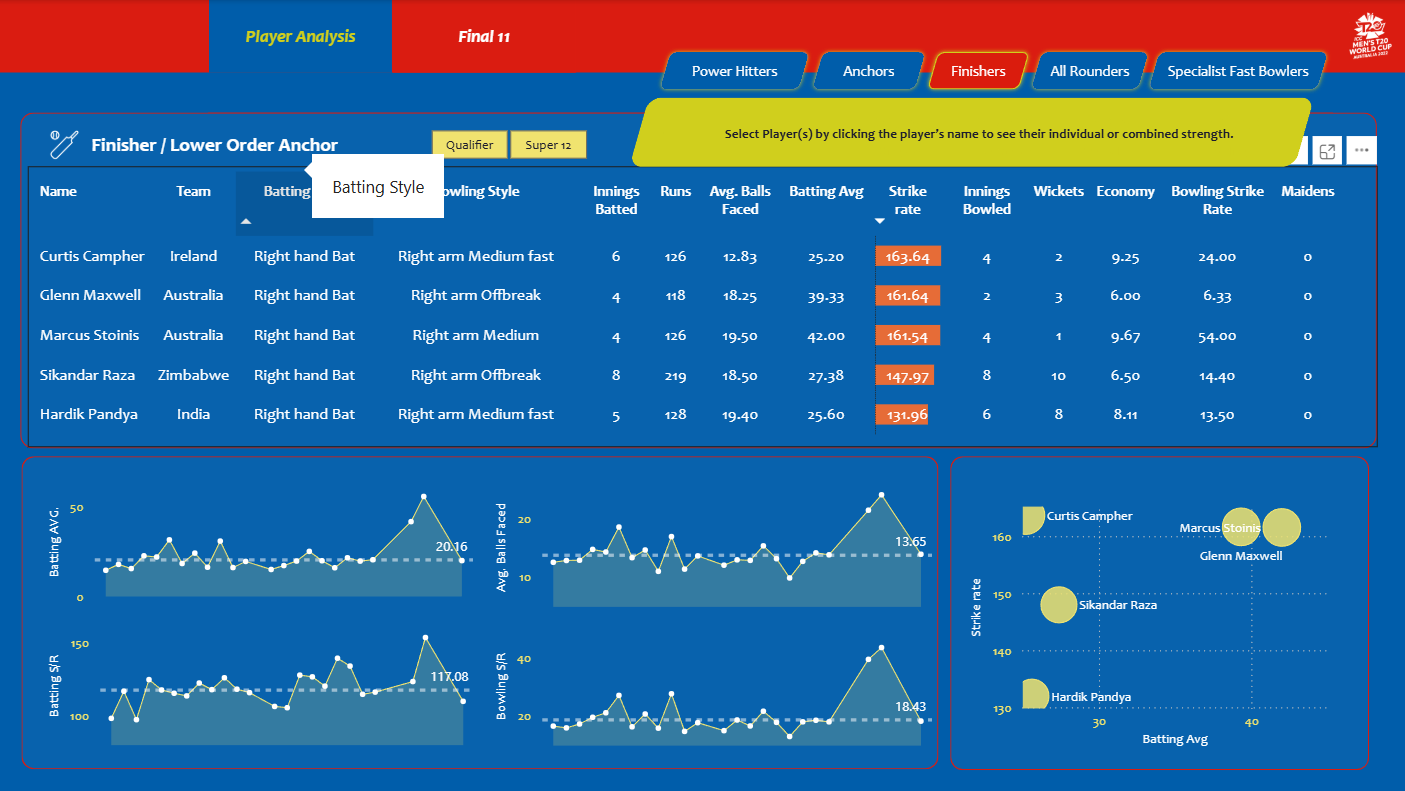 Player Analysis
Final 11
ICC
MEN'S T20
WORLD CUP
AUSTRALIA 2022
Power Hitters
Anchors
Finishers
All Rounders
Specialist Fast Bowlers
Select Player(s) by clicking the player's name to see their individual or combined strength.
Finisher / Lower Order Anchor
Qualifier
Super 12
Batting Style
Name Team Batting owling Style Innings Batted Runs Avg. Balls Faced Batting Avg Strike rate Innings Bowled Wickets Economy Bowling Strike Rate Maidens
Curtis Campher Ireland Right hand Bat Right arm Medium fast 6 126 12.83 25.20 163.64 4 2 9.25 24.00 0
Glenn Maxwell Australia Right hand Bat Right arm Offbreak 4 118 18.25 39.33 161.64 2 3 6.00 6.33 0
Marcus Stoinis Australia Right hand Bat Right arm Medium 4 126 19.50 42.00 161.54 4 1 9.67 54.00 0
Sikandar Raza Zimbabwe Right hand Bat Right arm Offbreak 8 219 18.50 27.38 147.97 8 10 6.50 14.40 0
Hardik Pandya India Right hand Bat Right arm Medium fast 5 128 19.40 25.60 131.96 6 8 8.11 13.50 0
Batting AVG.
50
0
20.16
Avg. Balls Faced
20
10
13.65
Batting S/R
150
100
117.08
Bowling S/R
40
20
18.43
Strike rate
160
150
140
130
Curtis Campher
Marcus Stoinis
Glenn Maxwell
Sikandar Raza
Hardik Pandya
30
40
Batting Avg